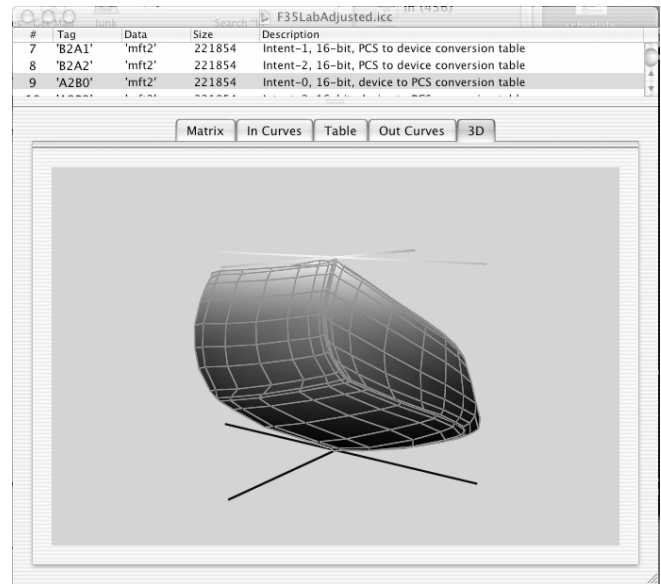 F35LabAdjusted.icc
# Tag Data Size Description
7 'B2A1' 'mft2' 221854 Intent-1, 16-bit, PCS to device conversion table
8 'B2A2' 'mft2' 221854 Intent-2, 16-bit, PCS to device conversion table
9 'A2B0' 'mft2' 221854 Intent-0, 16-bit, device to PCS conversion table
Matrix In Curves Table Out Curves 3D